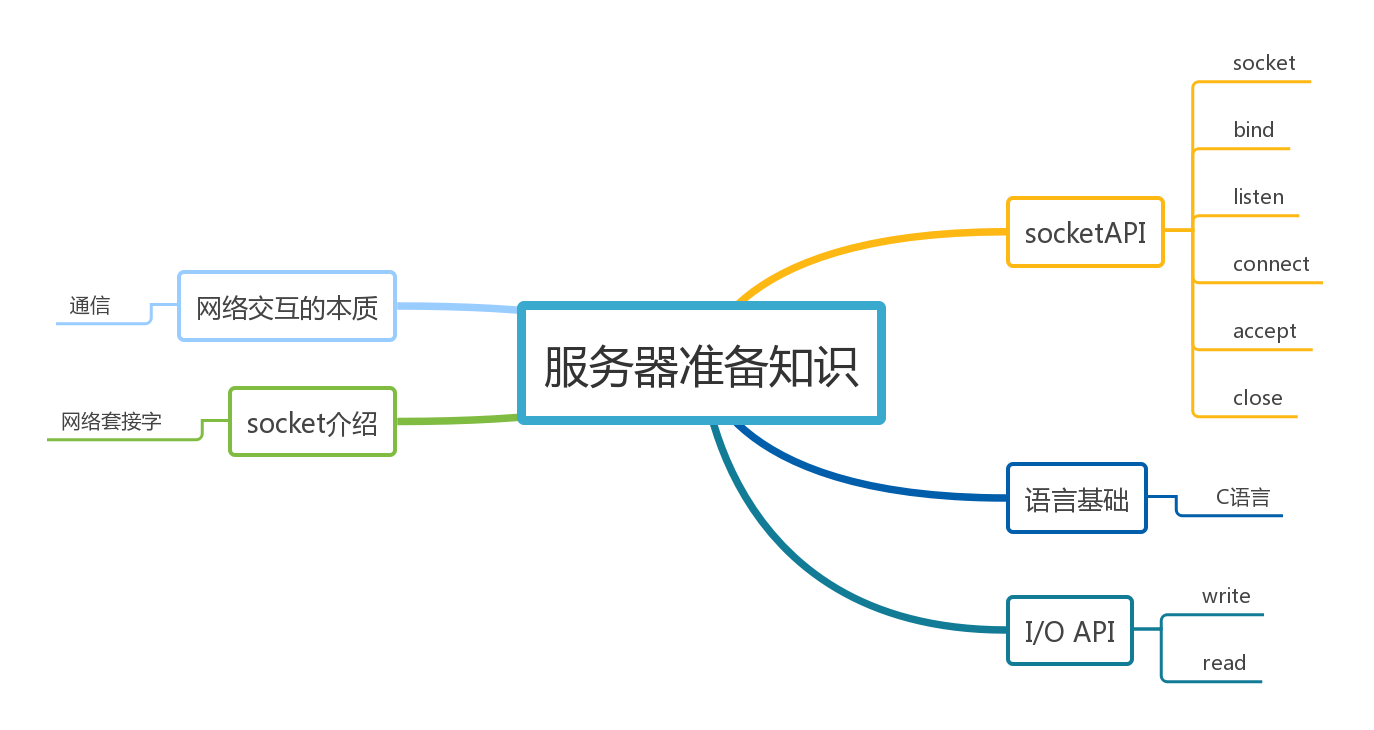 服务器准备知识
socketAPI
socket
bind
listen
connect
accept
close
语言基础
C语言
I/O API
write
read
网络交互的本质
通信
socket介绍
网络套接字